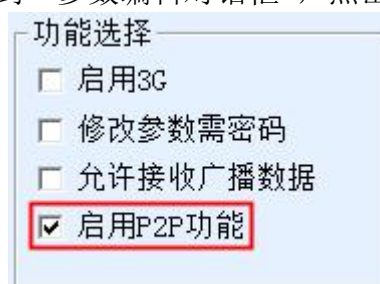 功能选择
启用3G
修改参数需密码
允许接收广播数据
启用P2P功能